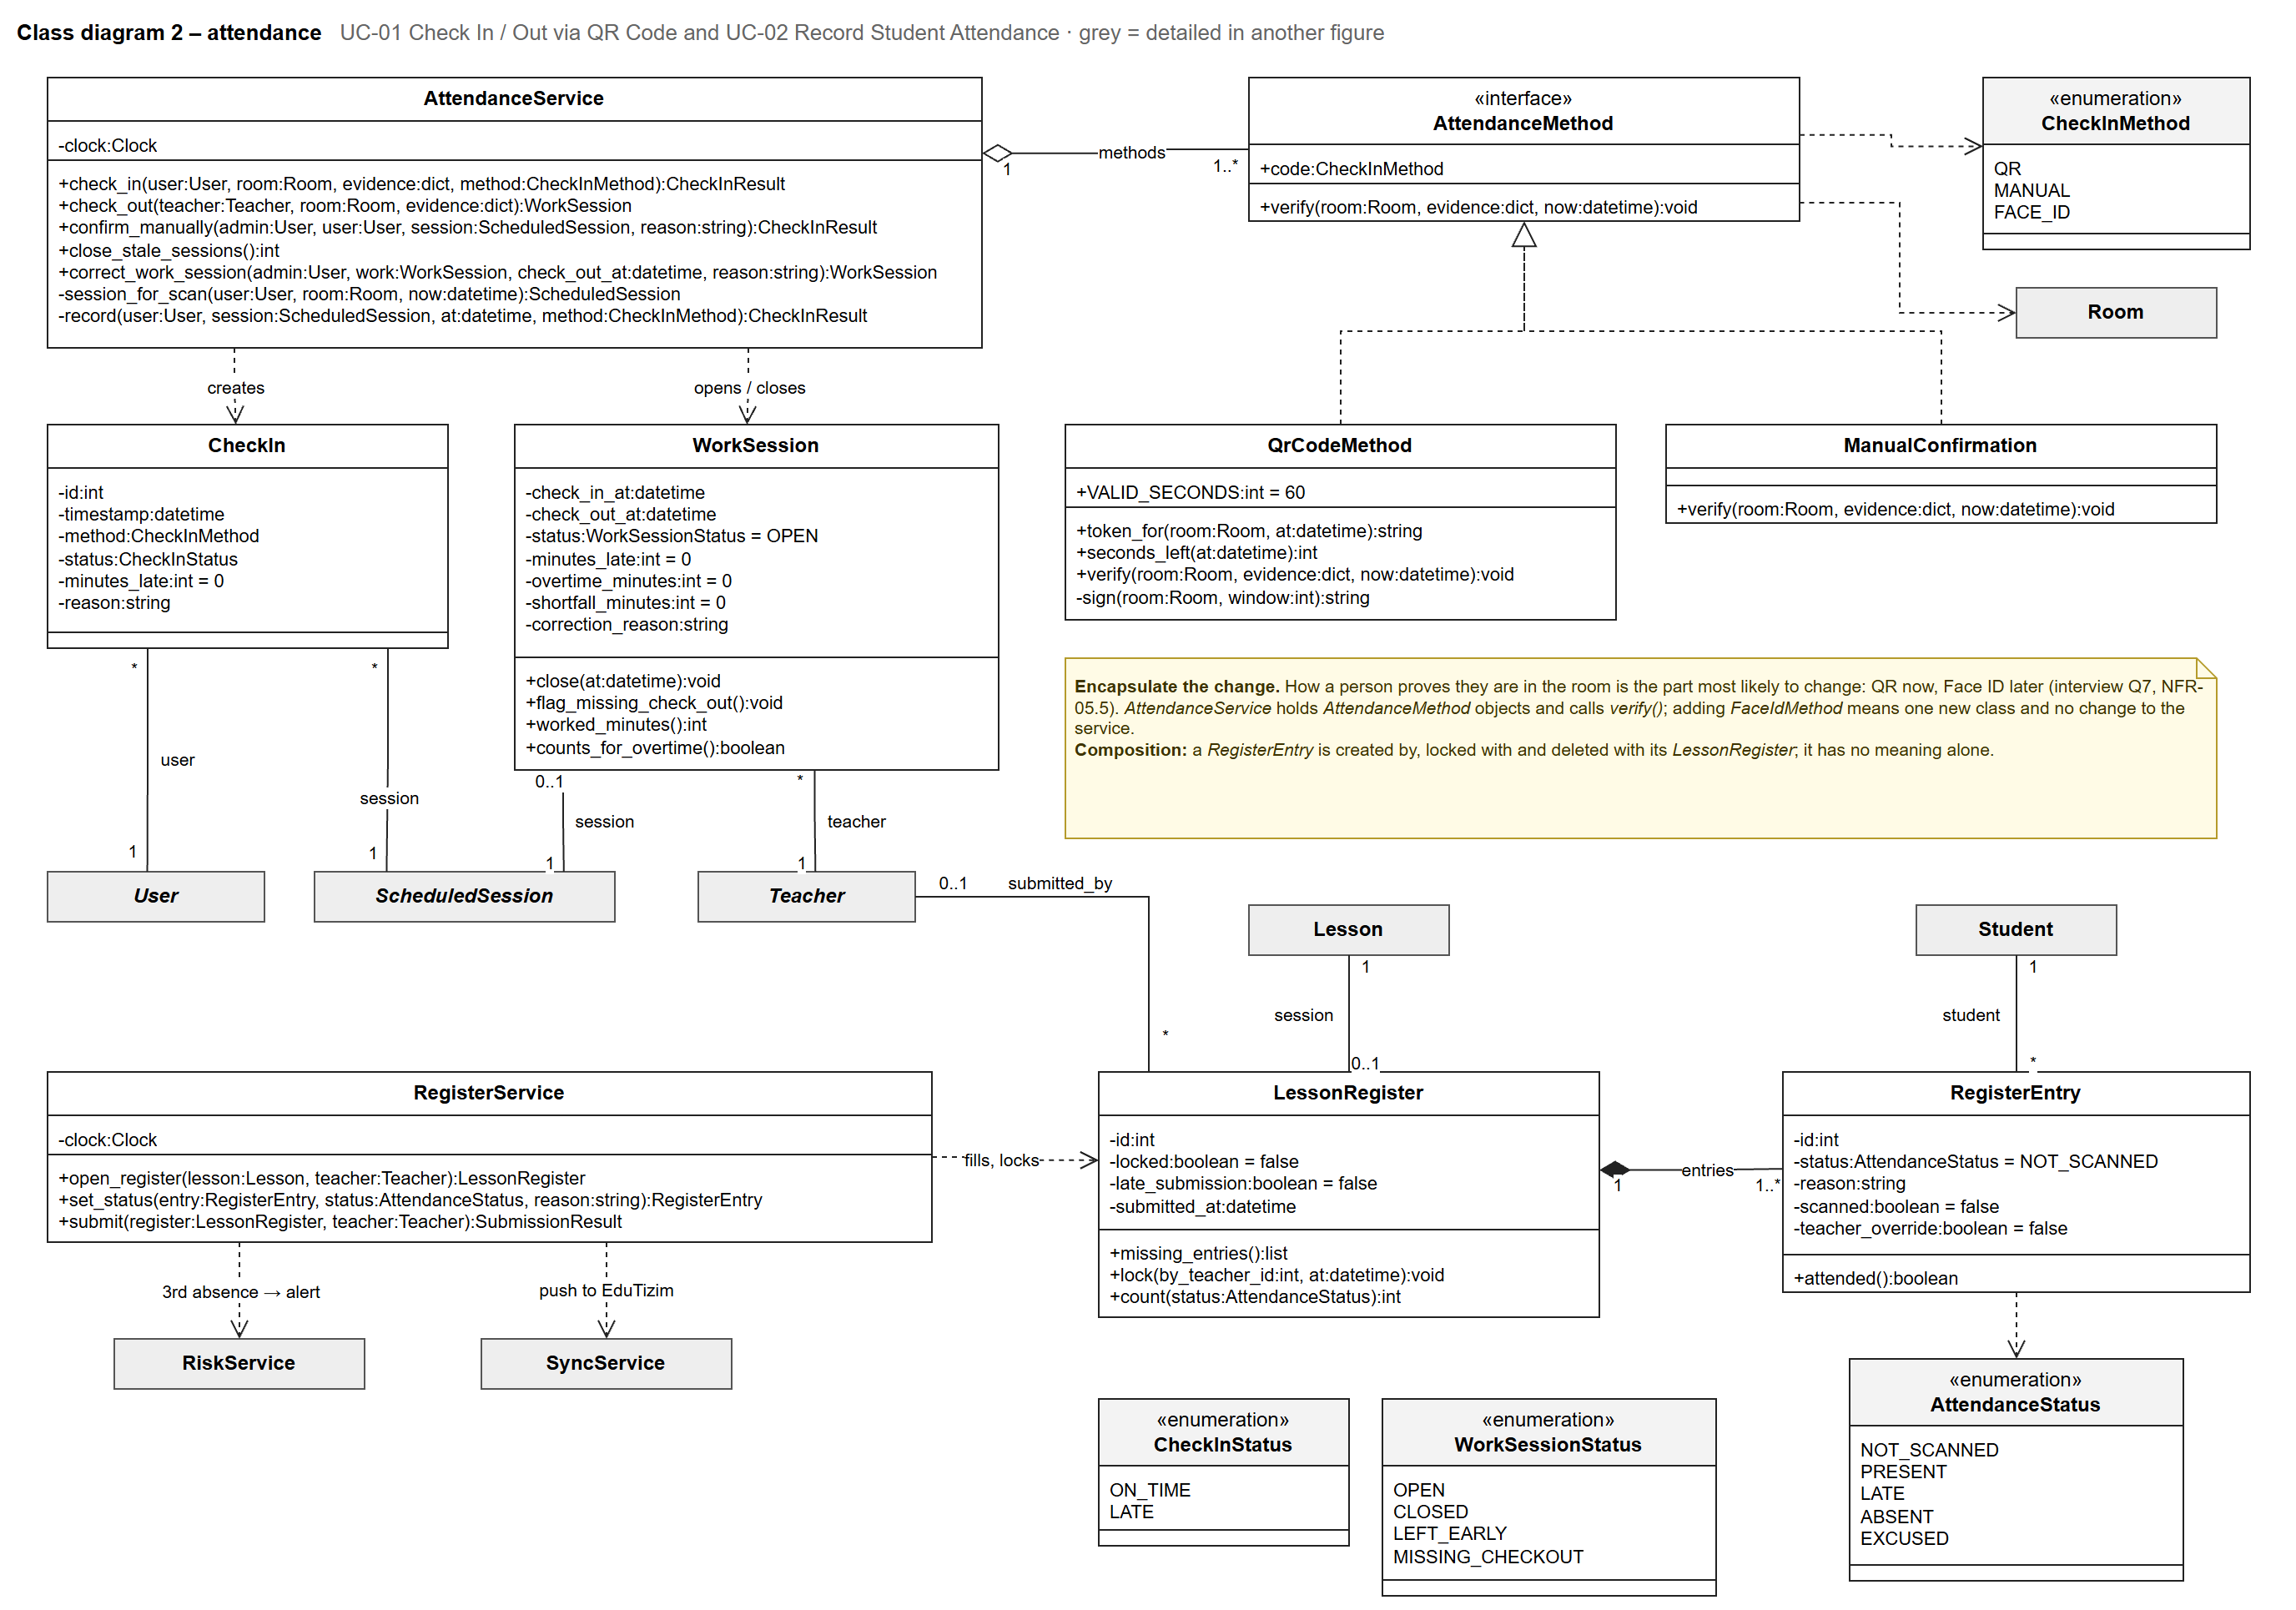 Class diagram 2 – attendance UC-01 Check In / Out via QR Code and UC-02 Record Student Attendance · grey = detailed in another figure
AttendanceService
-clock:Clock
+check_in(user:User, room:Room, evidence:dict, method:CheckInMethod):CheckInResult
+check_out(teacher:Teacher, room:Room, evidence:dict):WorkSession
+confirm_manually(admin:User, user:User, session:ScheduledSession, reason:string):CheckInResult
+close_stale_sessions():int
+correct_work_session(admin:User, work:WorkSession, check_out_at:datetime, reason:string):WorkSession
-session_for_scan(user:User, room:Room, now:datetime):ScheduledSession
-record(user:User, session:ScheduledSession, at:datetime, method:CheckInMethod):CheckInResult
1
methods
1..*
«interface»
AttendanceMethod
+code:CheckInMethod
+verify(room:Room, evidence:dict, now:datetime):void
«enumeration»
CheckInMethod
QR
MANUAL
FACE_ID
Room
creates
opens / closes
CheckIn
-id:int
-timestamp:datetime
-method:CheckInMethod
-status:CheckInStatus
-minutes_late:int = 0
-reason:string
WorkSession
-check_in_at:datetime
-check_out_at:datetime
-status:WorkSessionStatus = OPEN
-minutes_late:int = 0
-overtime_minutes:int = 0
-shortfall_minutes:int = 0
-correction_reason:string
+close(at:datetime):void
+flag_missing_check_out():void
+worked_minutes():int
+counts_for_overtime():boolean
QrCodeMethod
+VALID_SECONDS:int = 60
+token_for(room:Room, at:datetime):string
+seconds_left(at:datetime):int
+verify(room:Room, evidence:dict, now:datetime):void
-sign(room:Room, window:int):string
ManualConfirmation
+verify(room:Room, evidence:dict, now:datetime):void
Encapsulate the change. How a person proves they are in the room is the part most likely to change: QR now, Face ID later (interview Q7, NFR-
05.5). AttendanceService holds AttendanceMethod objects and calls verify(); adding FaceIdMethod means one new class and no change to the
service.
Composition: a RegisterEntry is created by, locked with and deleted with its LessonRegister; it has no meaning alone.
*
user
1
*
session
1
0..1
session
1
*
teacher
1
User
ScheduledSession
Teacher
0..1
submitted_by
*
Lesson
1
session
0..1
Student
1
student
*
RegisterService
-clock:Clock
+open_register(lesson:Lesson, teacher:Teacher):LessonRegister
+set_status(entry:RegisterEntry, status:AttendanceStatus, reason:string):RegisterEntry
+submit(register:LessonRegister, teacher:Teacher):SubmissionResult
fills, locks
LessonRegister
-id:int
-locked:boolean = false
-late_submission:boolean = false
-submitted_at:datetime
+missing_entries():list
+lock(by_teacher_id:int, at:datetime):void
+count(status:AttendanceStatus):int
1
entries
1..*
RegisterEntry
-id:int
-status:AttendanceStatus = NOT_SCANNED
-reason:string
-scanned:boolean = false
-teacher_override:boolean = false
+attended():boolean
3rd absence → alert
push to EduTizim
RiskService
SyncService
«enumeration»
CheckInStatus
ON_TIME
LATE
«enumeration»
WorkSessionStatus
OPEN
CLOSED
LEFT_EARLY
MISSING_CHECKOUT
«enumeration»
AttendanceStatus
NOT_SCANNED
PRESENT
LATE
ABSENT
EXCUSED